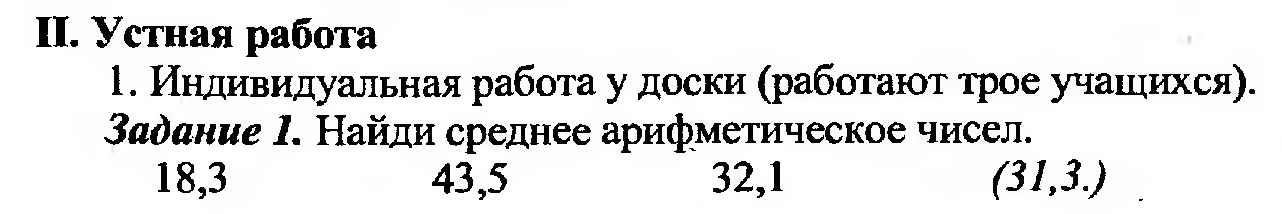 II. Устная работа
1. Индивидуальная работа у доски (работают трое учащихся).
Задание 1. Найди среднее арифметическое чисел.
18,3 43,5 32,1 (31,3.)